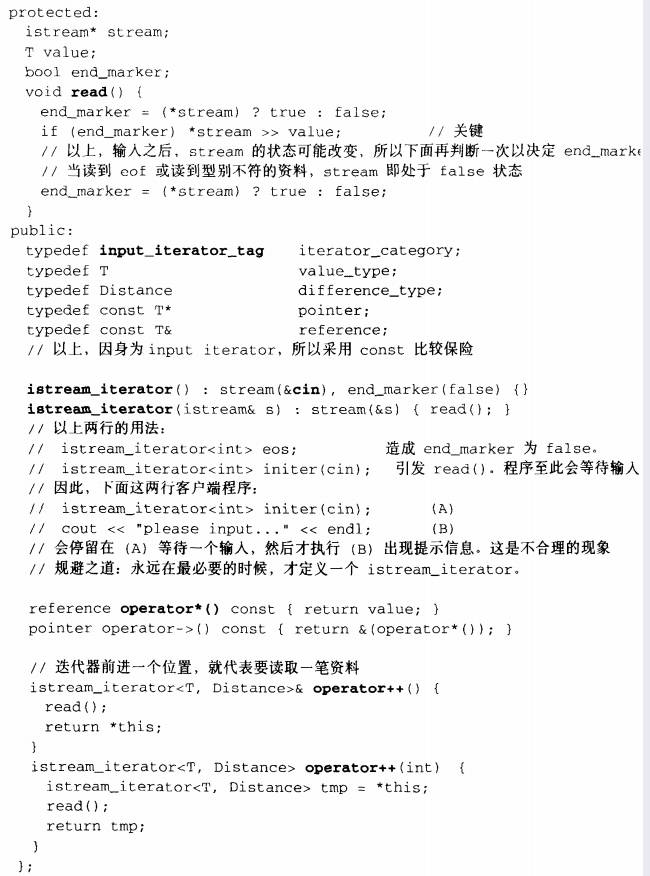 protected:
istream* stream;
T value;
bool end_marker;
void read() {
end_marker = (*stream) ? true : false;
if (end_marker) *stream >> value; // 关键
// 以上，输入之后，stream 的状态可能改变，所以下面再判断一次以决定 end_marke
// 当读到 eof 或读到型别不符的资料，stream 即处于 false 状态
end_marker = (*stream) ? true : false;
}
public:
typedef input_iterator_tag iterator_category;
typedef T value_type;
typedef Distance difference_type;
typedef const T* pointer;
typedef const T& reference;
// 以上，因身为 input iterator，所以采用 const 比较保险
istream_iterator() : stream(&cin), end_marker(false) {}
istream_iterator(istream& s) : stream(&s) { read(); }
// 以上两行的用法：
// istream_iterator<int> eos; 造成 end_marker 为 false。
// istream_iterator<int> initer(cin); 引发 read()。程序至此会等待输入
// 因此，下面这两行客户端程序：
// istream_iterator<int> initer(cin); (A)
// cout << "please input..." << endl; (B)
// 会停留在 (A) 等待一个输入，然后才执行 (B) 出现提示信息。这是不合理的现象
// 规避之道：永远在最必要的时候，才定义一个 istream_iterator。
reference operator*() const { return value; }
pointer operator->() const { return &(operator*()); }
// 迭代器前进一个位置，就代表要读取一笔资料
istream_iterator<T, Distance>& operator++() {
read();
return *this;
}
istream_iterator<T, Distance> operator++(int) {
istream_iterator<T, Distance> tmp = *this;
read();
return tmp;
}
};